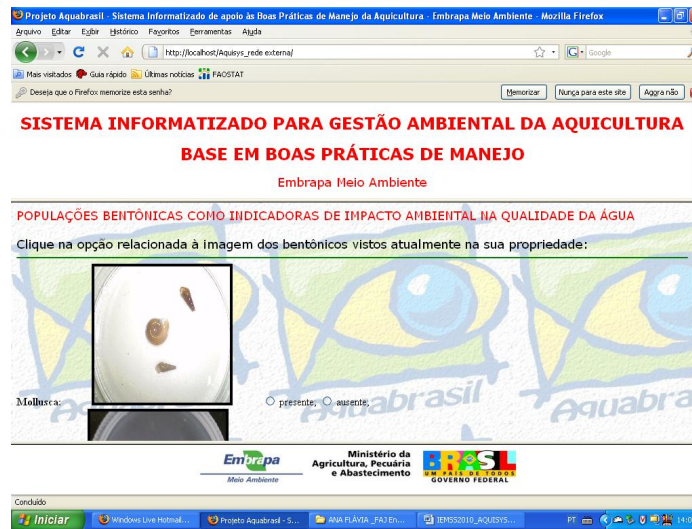 Projeto Aquabrasil - Sistema Informatizado de apoio às Boas Práticas de Manejo da Aquicultura - Embrapa Meio Ambiente - Mozilla Firefox
Arquivo Editar Exibir Histórico Favoritos Ferramentas Ajuda
http://localhost/Aquisys_rede externa/
Google
Mais visitados Guia rápido Últimas notícias FAOSTAT
Deseja que o Firefox memorize esta senha? Memorizar Nunca para este site Agora não
SISTEMA INFORMATIZADO PARA GESTÃO AMBIENTAL DA AQUICULTURA
BASE EM BOAS PRÁTICAS DE MANEJO
Embrapa Meio Ambiente
POPULAÇÕES BENTÔNICAS COMO INDICADORAS DE IMPACTO AMBIENTAL NA QUALIDADE DA ÁGUA
Clique na opção relacionada à imagem dos bentônicos vistos atualmente na sua propriedade:
Mollusca: presente, ausente,
Aquabrasil
Embrapa
Meio Ambiente
Ministério da
Agricultura, Pecuária
e Abastecimento
BRASIL
UM PAÍS DE TODOS
GOVERNO FEDERAL
Concluído
Iniciar Windows Live Hotmail... Projeto Aquabrasil - S... ANA FLÁVIA _FAJ En... IEMSS2010_AQUISYS... PT